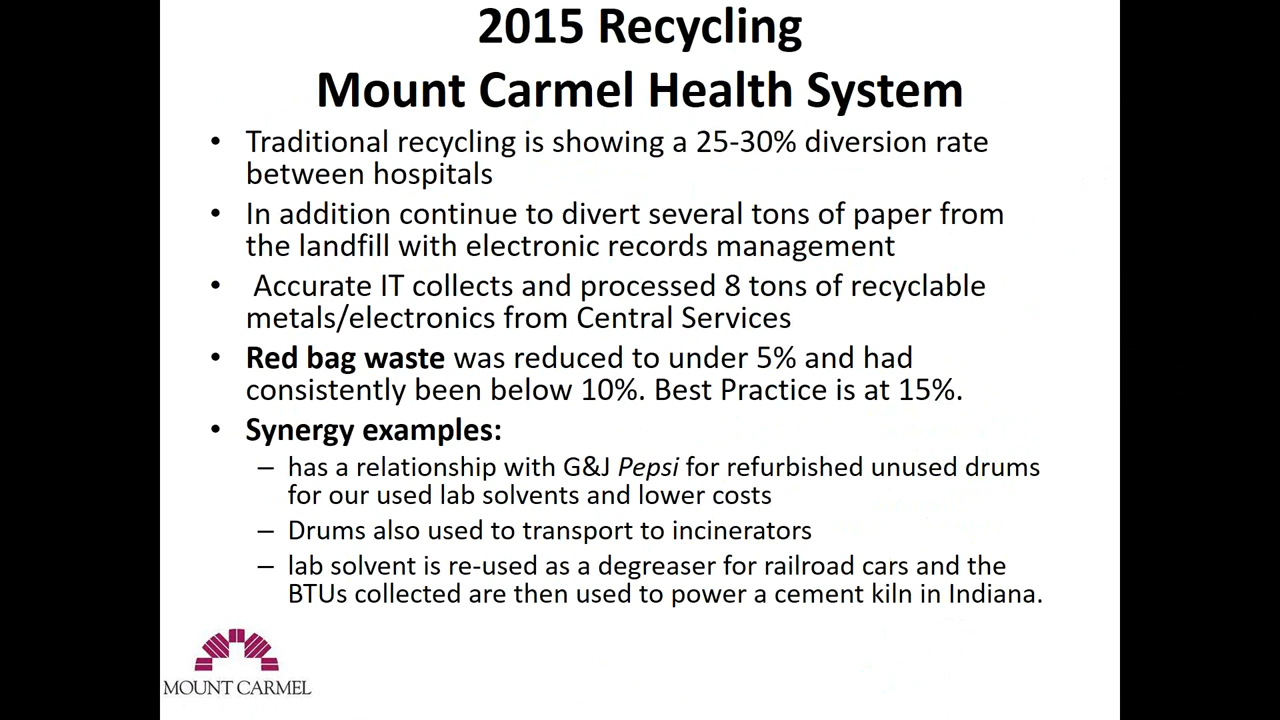 2015 Recycling
Mount Carmel Health System
• Traditional recycling is showing a 25-30% diversion rate
between hospitals
• In addition continue to divert several tons of paper from
the landfill with electronic records management
• Accurate IT collects and processed 8 tons of recyclable
metals/electronics from Central Services
• Red bag waste was reduced to under 5% and had
consistently been below 10%. Best Practice is at 15%.
• Synergy examples:
– has a relationship with G&J Pepsi for refurbished unused drums
for our used lab solvents and lower costs
– Drums also used to transport to incinerators
– lab solvent is re-used as a degreaser for railroad cars and the
BTUs collected are then used to power a cement kiln in Indiana.
MOUNT CARMEL